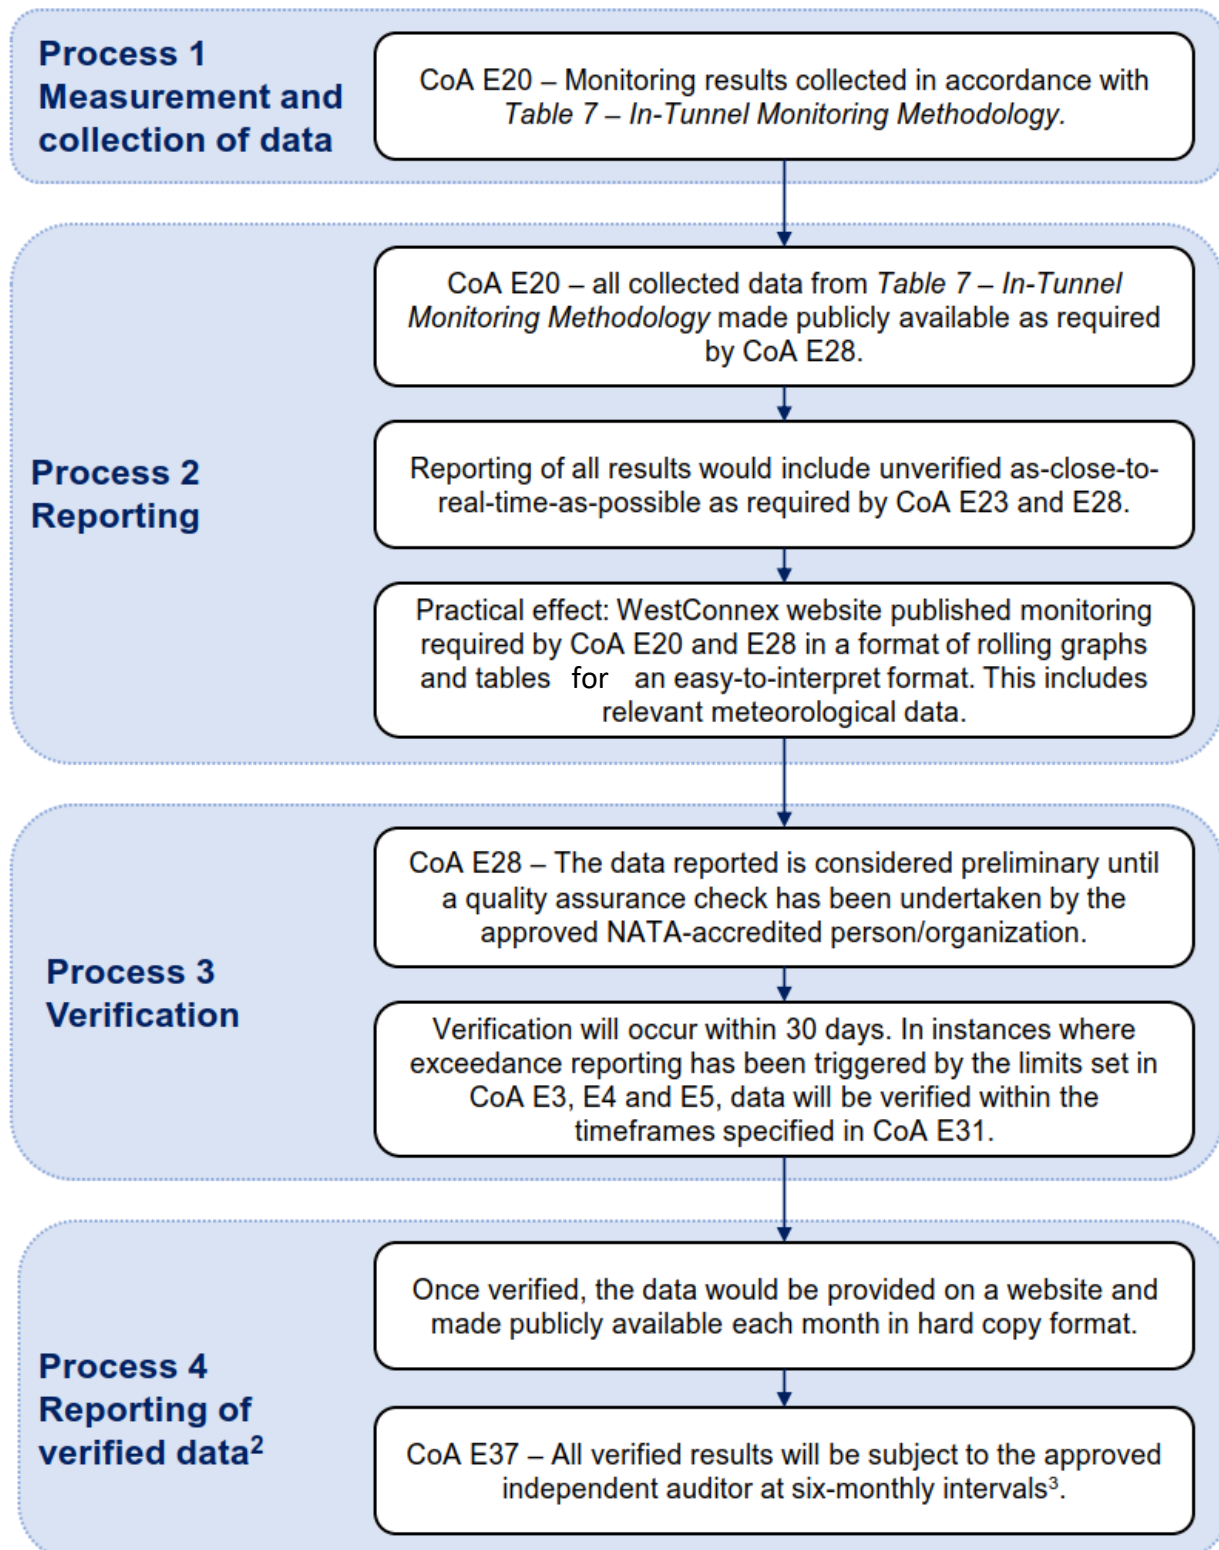 Process 1
Measurement and
collection of data
CoA E20 – Monitoring results collected in accordance with
Table 7 – In-Tunnel Monitoring Methodology.
Process 2
Reporting
CoA E20 – all collected data from Table 7 – In-Tunnel
Monitoring Methodology made publicly available as required
by CoA E28.
Reporting of all results would include unverified as-close-to-
real-time-as-possible as required by CoA E23 and E28.
Practical effect: WestConnex website published monitoring
required by CoA E20 and E28 in a format of rolling graphs
and tables for an easy-to-interpret format. This includes
relevant meteorological data.
Process 3
Verification
CoA E28 – The data reported is considered preliminary until
a quality assurance check has been undertaken by the
approved NATA-accredited person/organization.
Verification will occur within 30 days. In instances where
exceedance reporting has been triggered by the limits set in
CoA E3, E4 and E5, data will be verified within the
timeframes specified in CoA E31.
Process 4
Reporting of
verified data²
Once verified, the data would be provided on a website and
made publicly available each month in hard copy format.
CoA E37 – All verified results will be subject to the approved
independent auditor at six-monthly intervals³.